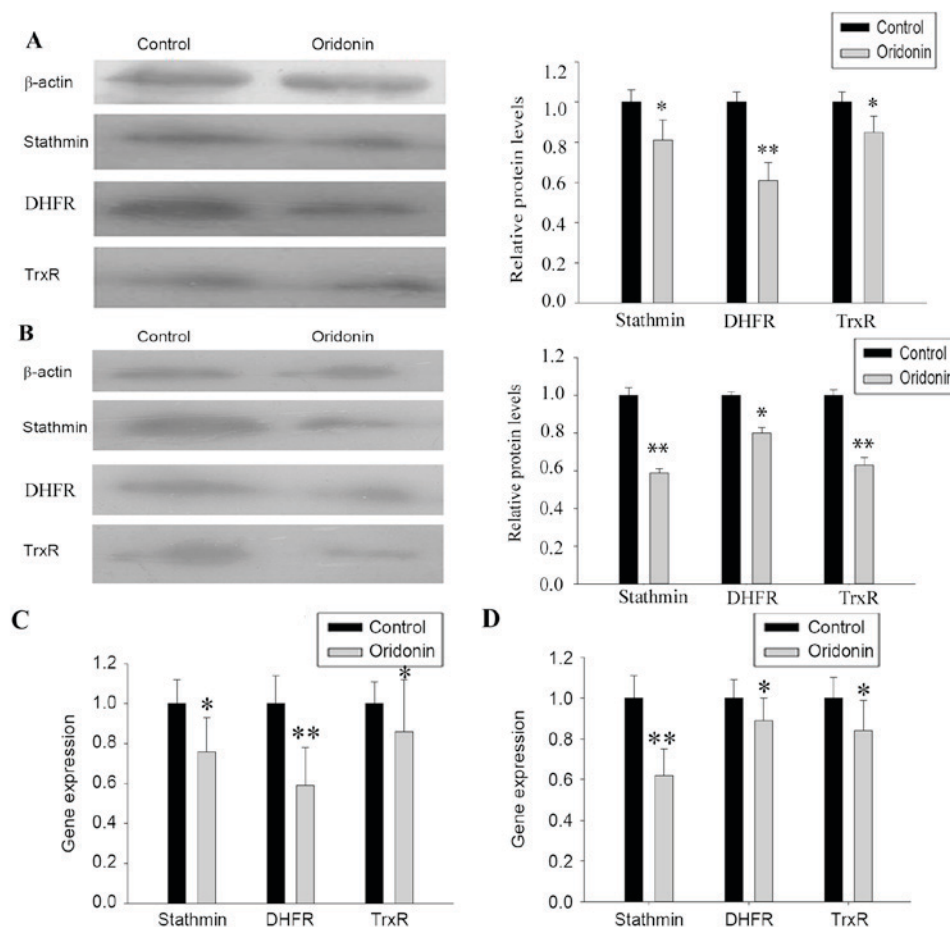 A
Control Oridonin
β-actin
Stathmin
DHFR
TrxR
Control
Oridonin
Relative protein levels
1.2
1.0
0.8
0.6
0.4
0.2
0.0
* ** *
Stathmin DHFR TrxR
B
Control Oridonin
β-actin
Stathmin
DHFR
TrxR
Control
Oridonin
Relative protein levels
1.2
1.0
0.8
0.6
0.4
0.2
0.0
** * **
Stathmin DHFR TrxR
C
Control
Oridonin
Gene expression
1.2
1.0
0.8
0.6
0.4
0.2
0.0
* ** *
Stathmin DHFR TrxR
D
Control
Oridonin
Gene expression
1.2
1.0
0.8
0.6
0.4
0.2
0.0
** * *
Stathmin DHFR TrxR